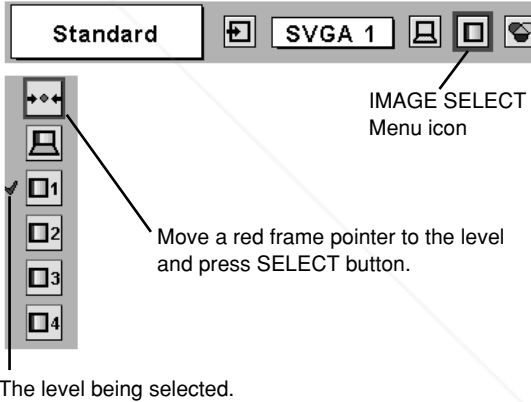 Standard
SVGA 1
IMAGE SELECT
Menu icon
1
Move a red frame pointer to the level
and press SELECT button.
2
3
4
The level being selected.